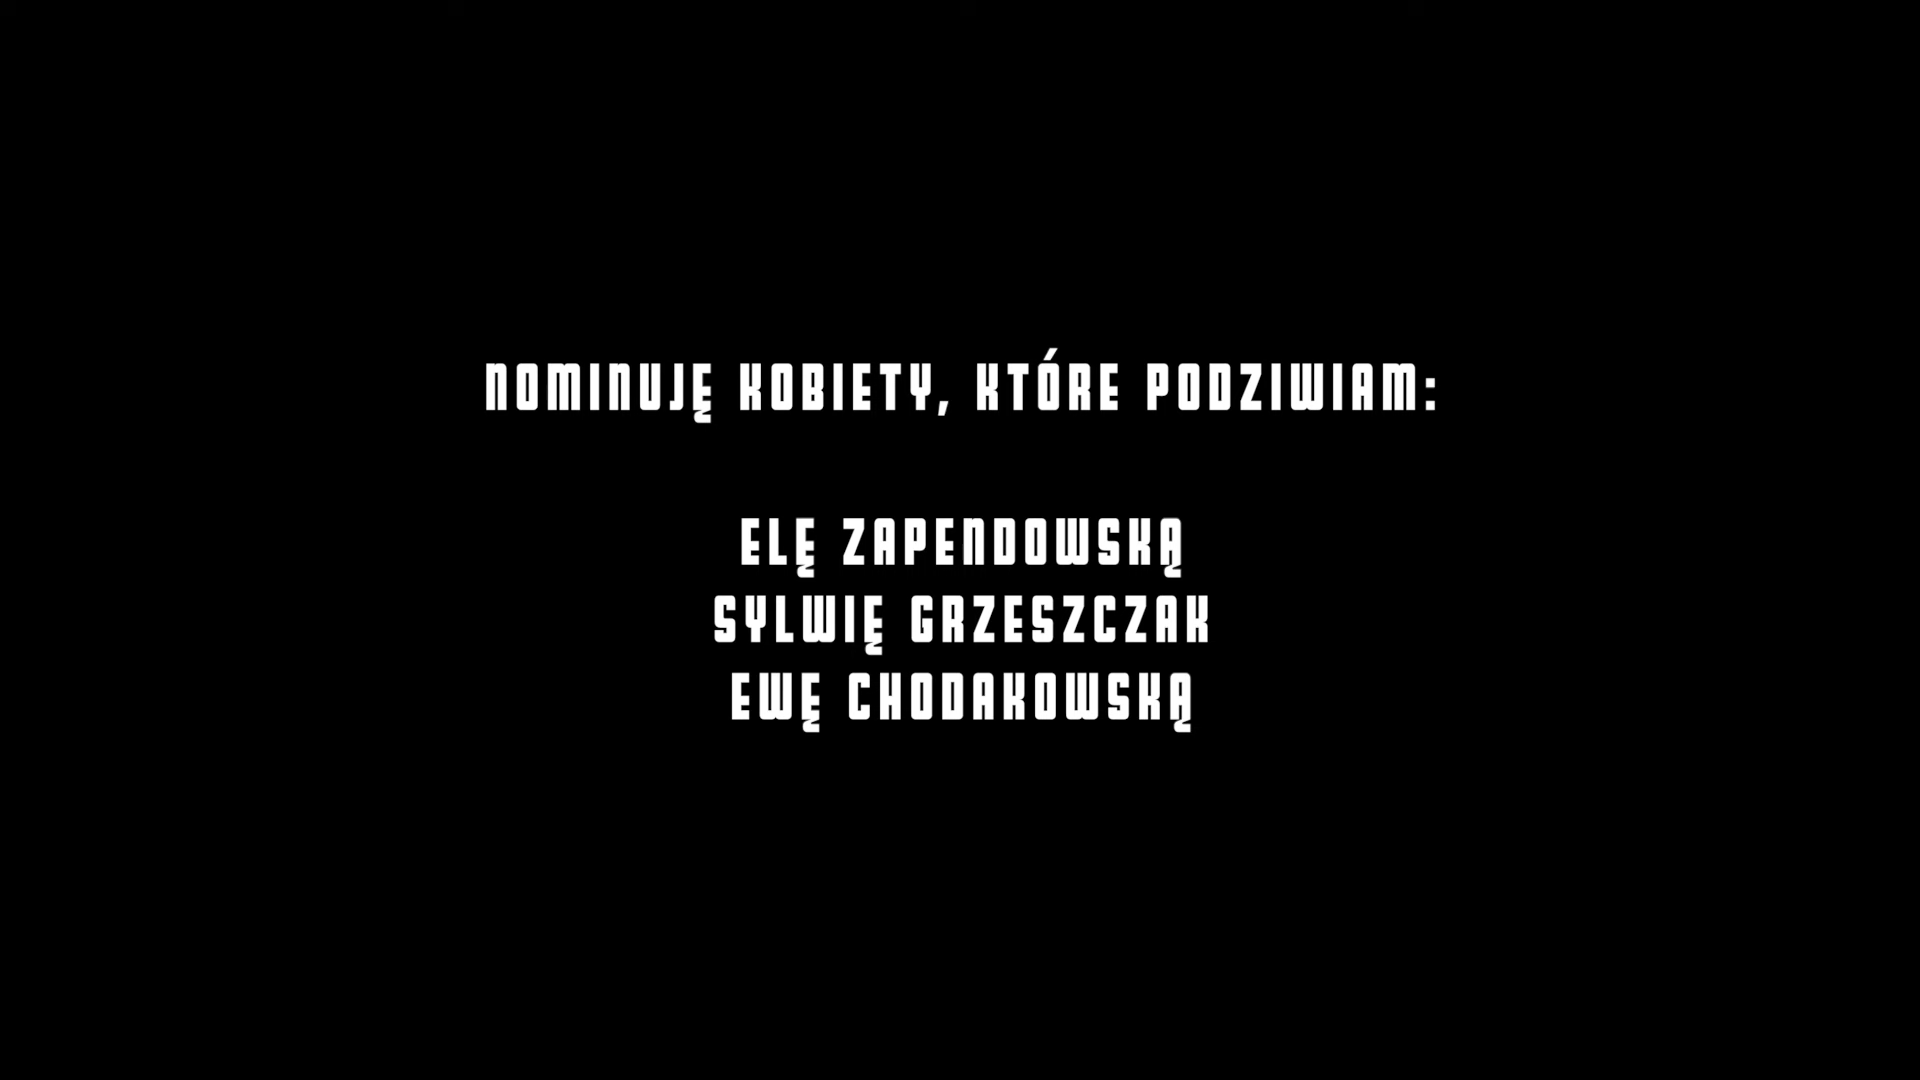 NOMINUJĘ KOBIETY, KTÓRE PODZIWIAM:
ELĘ ZAPENDOWSKĄ
SYLWIĘ GRZESZCZAK
EWĘ CHODAKOWSKĄ